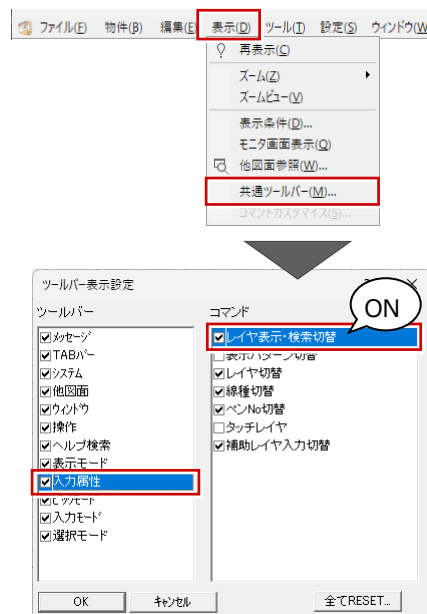 ファイル(F) 物件(B) 編集(E) 表示(D) ツール(T) 設定(S) ウィンドウ(W
再表示(C)
ズーム(Z)
ズームビュー(V)
表示条件(D)...
モニタ画面表示(Q)
他図面参照(W)...
共通ツールバー(M)...
コマンドカスタマイズ(S)...
ツールバー表示設定
ツールバー
コマンド
ON
メッセージ
TABバー
システム
他図面
ウィンドウ
操作
ヘルプ検索
表示モード
入力属性
ビジモード
入力モード
選択モード
レイヤ表示・検索切替
表示パターン切替
レイヤ切替
線種切替
ペンNo切替
タッチレイヤ
補助レイヤ入力切替
OK キャンセル 全てRESET...